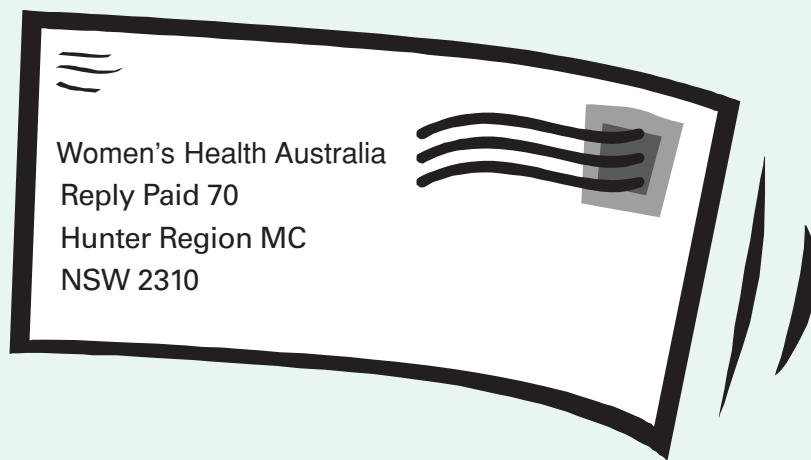 Women's Health Australia
Reply Paid 70
Hunter Region MC
NSW 2310